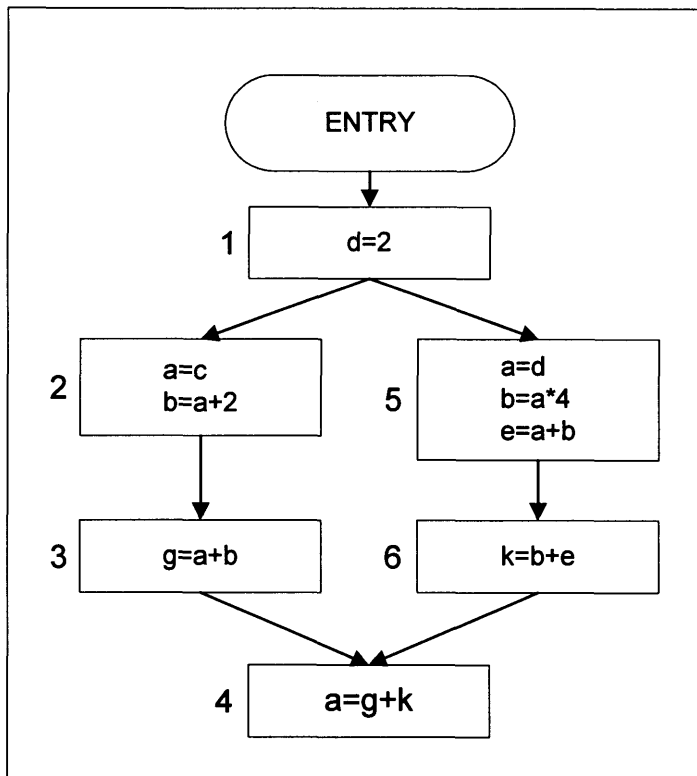 ENTRY
1
d=2
2
a=c
b=a+2
5
a=d
b=a*4
e=a+b
3
g=a+b
6
k=b+e
4
a=g+k